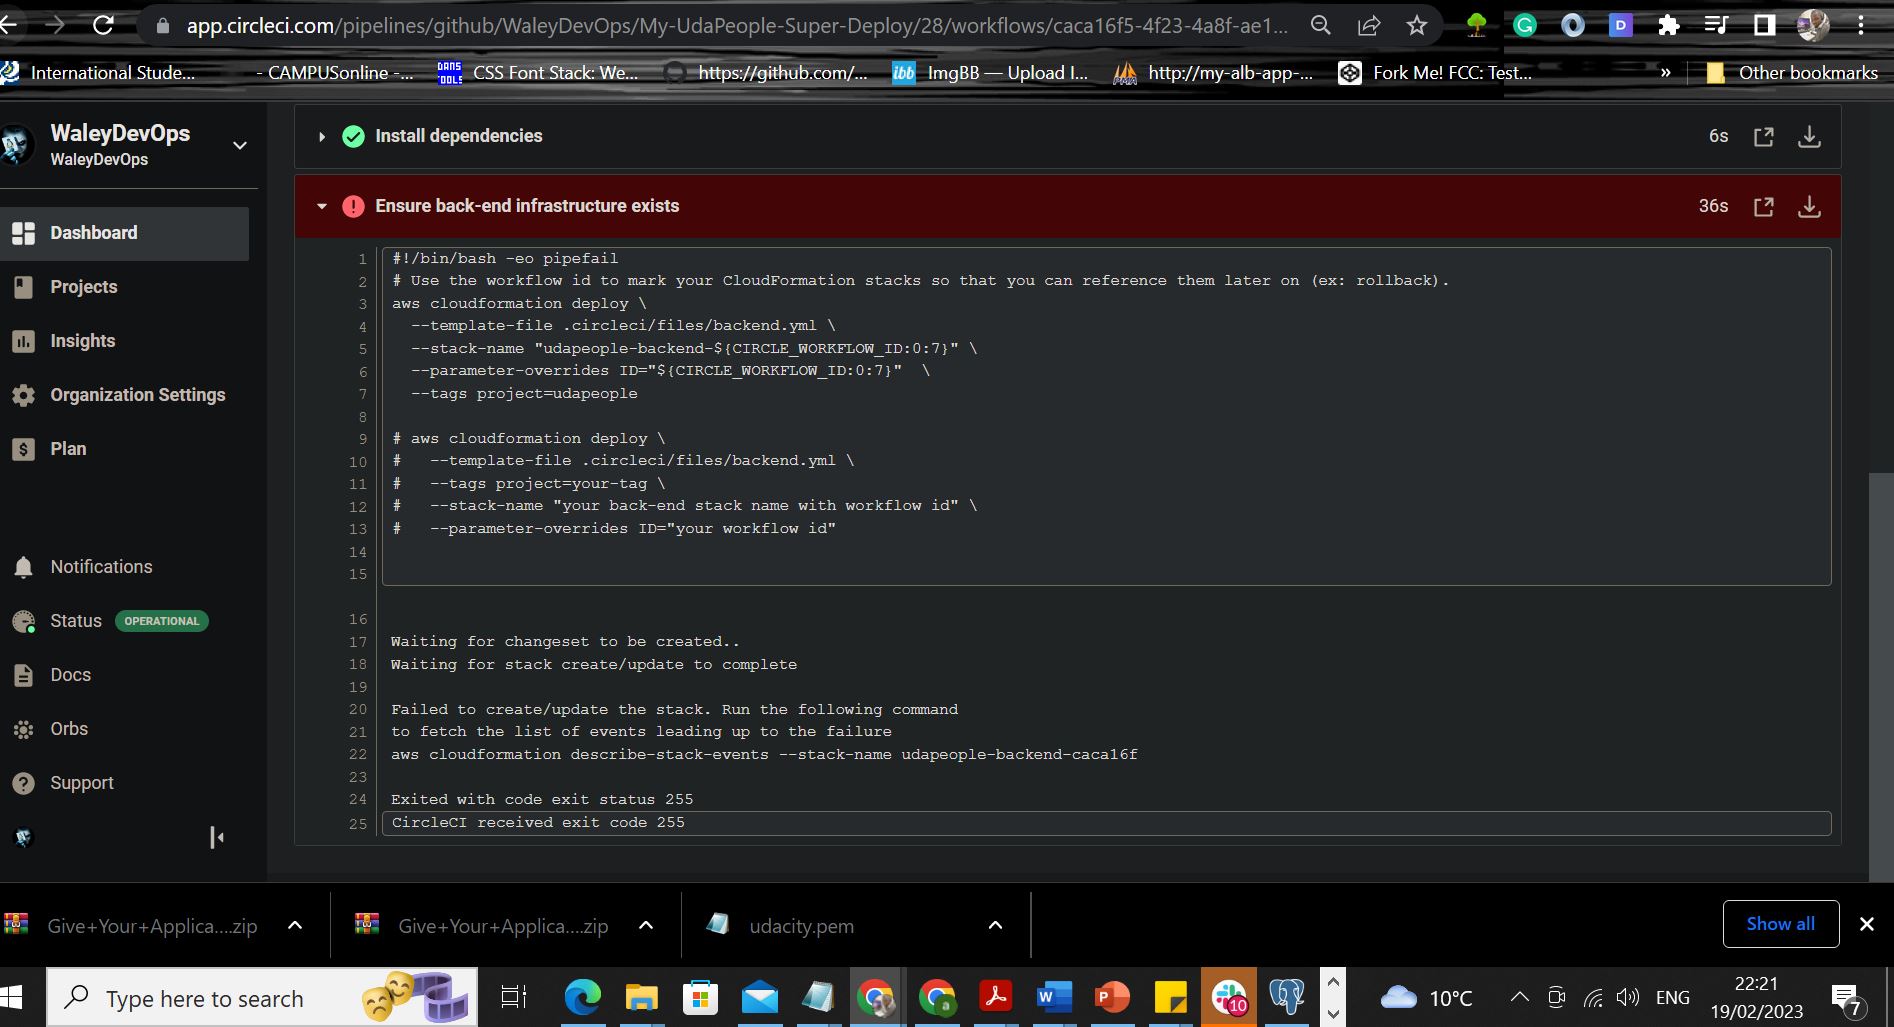 app.circleci.com/pipelines/github/WaleyDevOps/My-UdaPeople-Super-Deploy/28/workflows/caca16f5-4f23-4a8f-ae1...
International Stude...
- CAMPUSonline -...
CSS Font Stack: We...
https://github.com/...
ImgBB — Upload I...
http://my-alb-app-...
Fork Me! FCC: Test...
»
Other bookmarks
WaleyDevOps
WaleyDevOps
Dashboard
Projects
Insights
Organization Settings
Plan
Notifications
Status OPERATIONAL
Docs
Orbs
Support
Install dependencies 6s
Ensure back-end infrastructure exists 36s
1 #!/bin/bash -eo pipefail
2 # Use the workflow id to mark your CloudFormation stacks so that you can reference them later on (ex: rollback).
3 aws cloudformation deploy \
4 --template-file .circleci/files/backend.yml \
5 --stack-name "udapeople-backend-${CIRCLE_WORKFLOW_ID:0:7}" \
6 --parameter-overrides ID="${CIRCLE_WORKFLOW_ID:0:7}" \
7 --tags project=udapeople
8
9 # aws cloudformation deploy \
10 # --template-file .circleci/files/backend.yml \
11 # --tags project=your-tag \
12 # --stack-name "your back-end stack name with workflow id" \
13 # --parameter-overrides ID="your workflow id"
14
15
16
17 Waiting for changeset to be created..
18 Waiting for stack create/update to complete
19
20 Failed to create/update the stack. Run the following command
21 to fetch the list of events leading up to the failure
22 aws cloudformation describe-stack-events --stack-name udapeople-backend-caca16f
23
24 Exited with code exit status 255
25 CircleCI received exit code 255
Give+Your+Applica....zip
Give+Your+Applica....zip
udacity.pem
Show all
Type here to search
10
10°C
ENG
22:21
19/02/2023
7